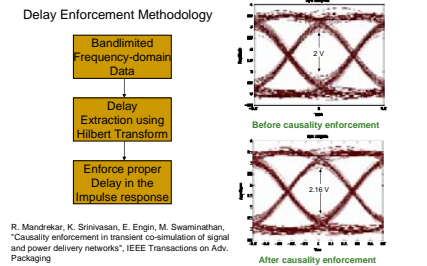 Delay Enforcement Methodology
Bandlimited
Frequency-domain
Data
Delay
Extraction using
Hilbert Transform
Enforce proper
Delay in the
Impulse response
R. Mandrekar, K. Srinivasan, E. Engin, M. Swaminathan,
"Causality enforcement in transient co-simulation of signal
and power delivery networks", IEEE Transactions on Adv.
Packaging
2 V
Before causality enforcement
2.16 V
After causality enforcement